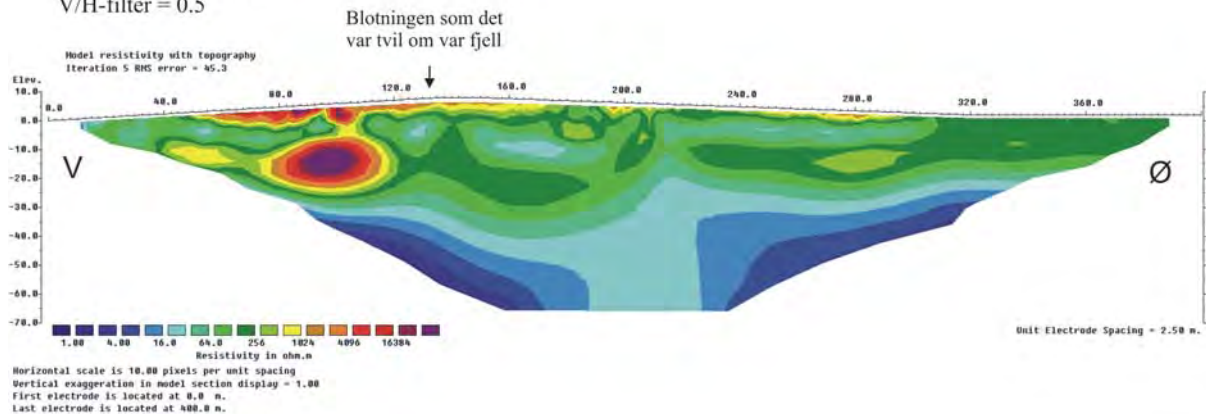 V/H-filter = 0.5
Blotningen som det
var tvil om var fjell
Model resistivity with topography
Iteration 5 RMS error = 45.3
Elev.
10.0
0.0
-10.0
-20.0
-30.0
-40.0
-50.0
-60.0
-70.0
0.0 40.0 80.0 120.0 160.0 200.0 240.0 280.0 320.0 360.0
V
Ø
1.00 4.00 16.0 64.0 256 1024 4096 16384
Resistivity in ohm.m
Unit Electrode Spacing = 2.50 m.
Horizontal scale is 10.00 pixels per unit spacing
Vertical exaggeration in model section display = 1.00
First electrode is located at 0.0 m.
Last electrode is located at 400.0 m.